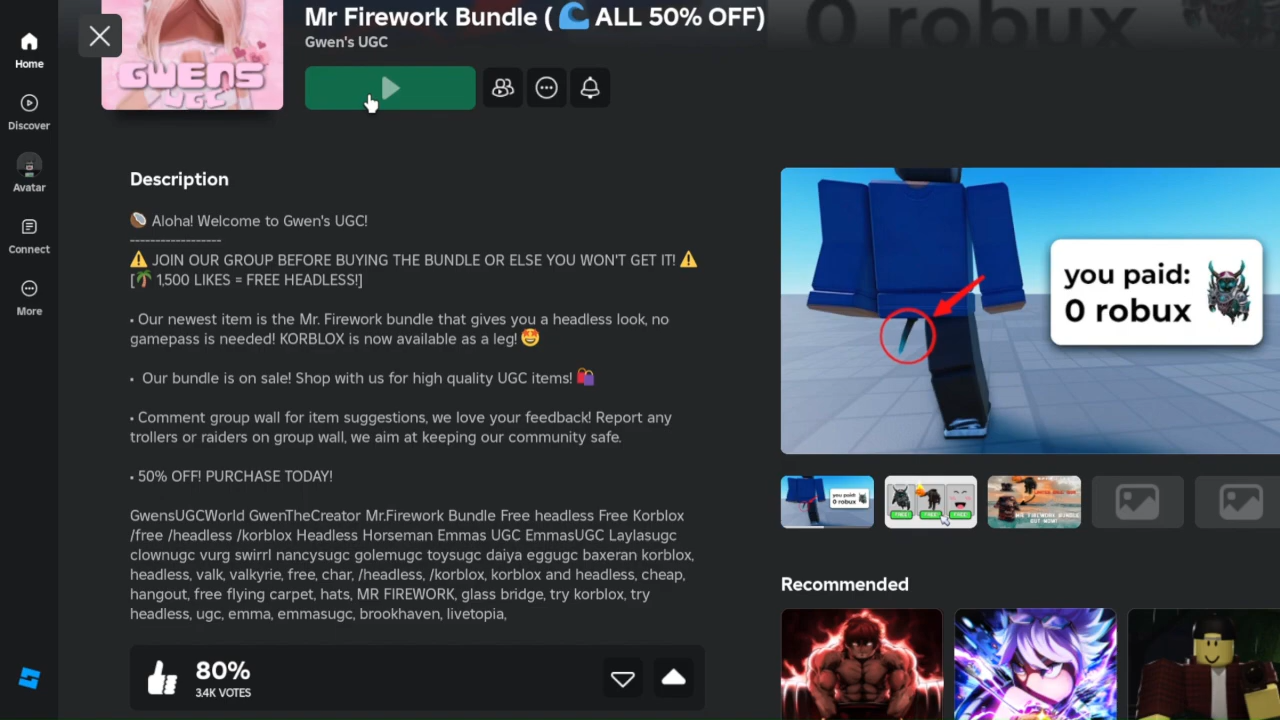 0 robux
Mr Firework Bundle (🌊 ALL 50% OFF)
Gwen's UGC
GWENS
UGC
Home
Discover
Avatar
Connect
More
Description
🥥 Aloha! Welcome to Gwen's UGC!
------------------
⚠️ JOIN OUR GROUP BEFORE BUYING THE BUNDLE OR ELSE YOU WON'T GET IT! ⚠️
[🌴 1,500 LIKES = FREE HEADLESS!]
• Our newest item is the Mr. Firework bundle that gives you a headless look, no
gamepass is needed! KORBLOX is now available as a leg! 🤩
• Our bundle is on sale! Shop with us for high quality UGC items! 🛍️
• Comment group wall for item suggestions, we love your feedback! Report any
trollers or raiders on group wall, we aim at keeping our community safe.
• 50% OFF! PURCHASE TODAY!
GwensUGCWorld GwenTheCreator Mr.Firework Bundle Free headless Free Korblox
/free /headless /korblox Headless Horseman Emmas UGC EmmasUGC Laylasugc
clownugc vurg swirrl nancysugc golemugc toysugc daiya eggugc baxeran korblox,
headless, valk, valkyrie, free, char, /headless, /korblox, korblox and headless, cheap,
hangout, free flying carpet, hats, MR FIREWORK, glass bridge, try korblox, try
headless, ugc, emma, emmasugc, brookhaven, livetopia,
80%
3.4K VOTES
you paid:
0 robux
Recommended